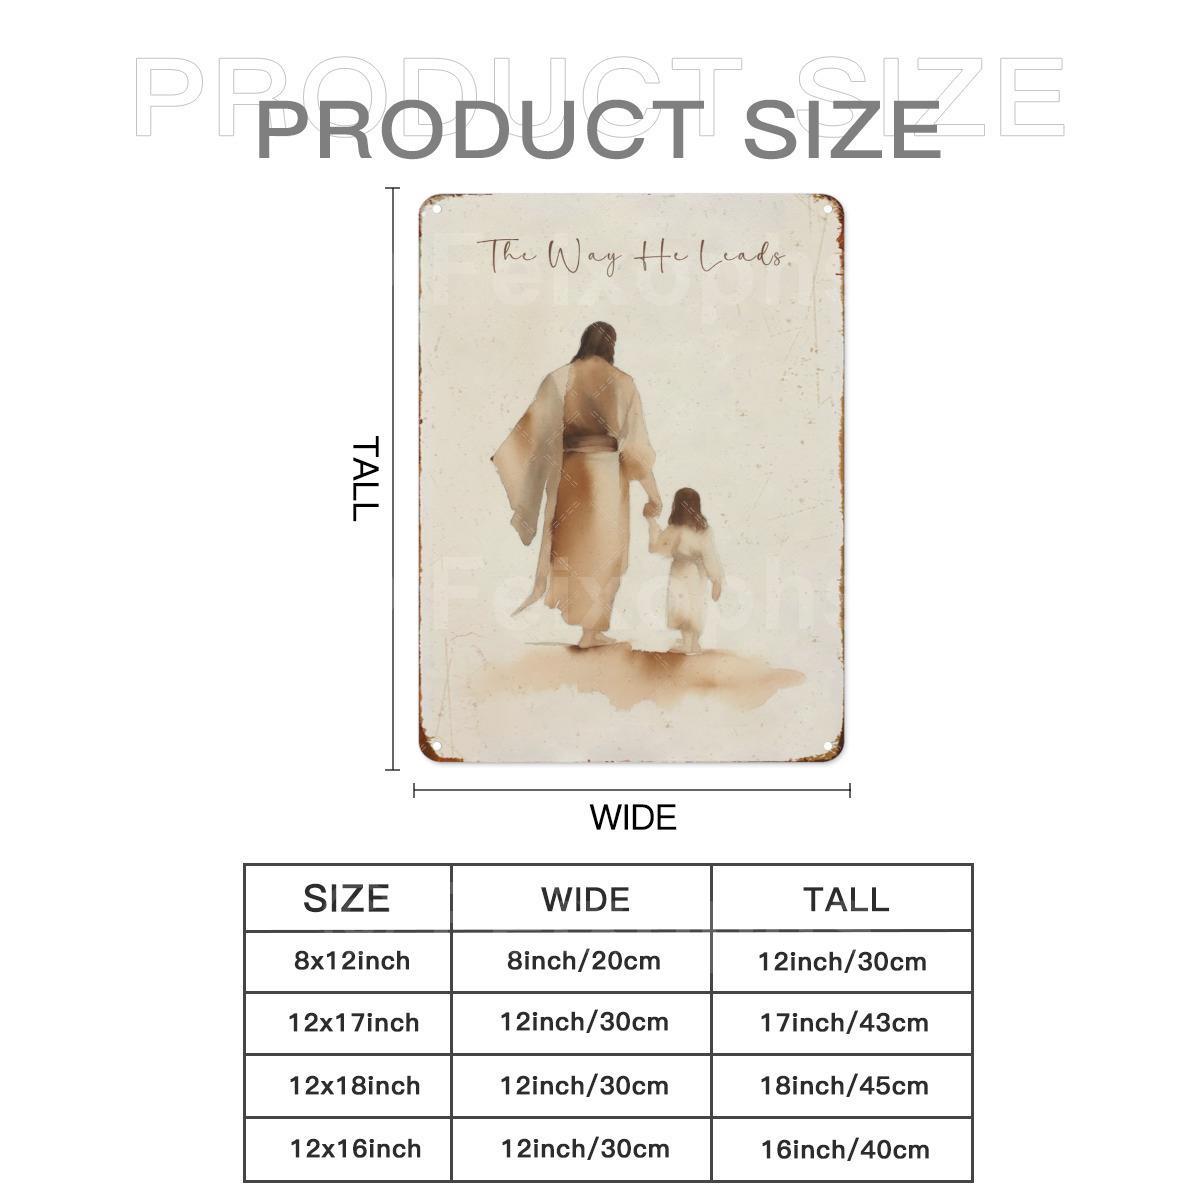 PRODUCT SIZE
PRODUCT SIZE
The Way He Leads
Feixoph
TALL
Feixoph
WIDE
SIZE WIDE TALL
8x12inch 8inch/20cm 12inch/30cm
12x17inch 12inch/30cm 17inch/43cm
12x18inch 12inch/30cm 18inch/45cm
12x16inch 12inch/30cm 16inch/40cm